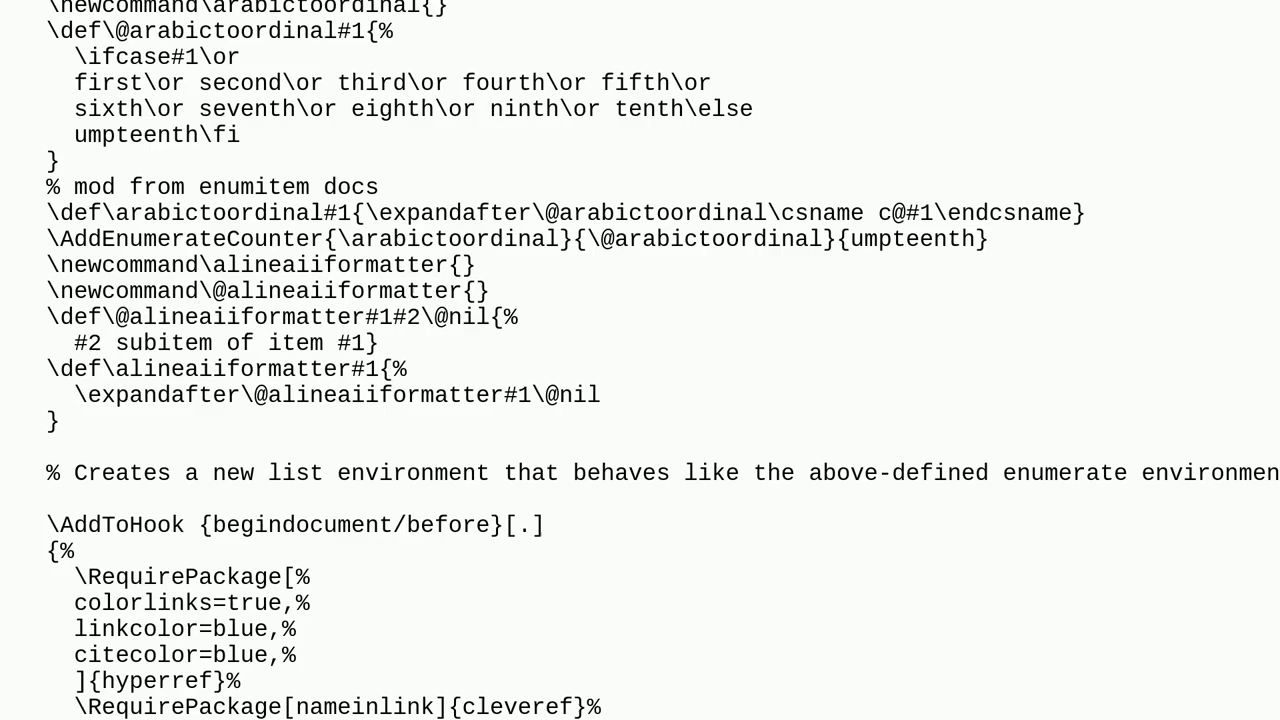 \newcommand\arabictoordinal{}
\def\@arabictoordinal#1{%
\ifcase#1\or
first\or second\or third\or fourth\or fifth\or
sixth\or seventh\or eighth\or ninth\or tenth\else
umpteenth\fi
}
% mod from enumitem docs
\def\arabictoordinal#1{\expandafter\@arabictoordinal\csname c@#1\endcsname}
\AddEnumerateCounter{\arabictoordinal}{\@arabictoordinal}{umpteenth}
\newcommand\alineaiiformatter{}
\newcommand\@alineaiiformatter{}
\def\@alineaiiformatter#1#2\@nil{%
#2 subitem of item #1}
\def\alineaiiformatter#1{%
\expandafter\@alineaiiformatter#1\@nil
}
% Creates a new list environment that behaves like the above-defined enumerate environmen
\AddToHook {begindocument/before}[.]
{%
\RequirePackage[%
colorlinks=true,%
linkcolor=blue,%
citecolor=blue,%
]{hyperref}%
\RequirePackage[nameinlink]{cleveref}%